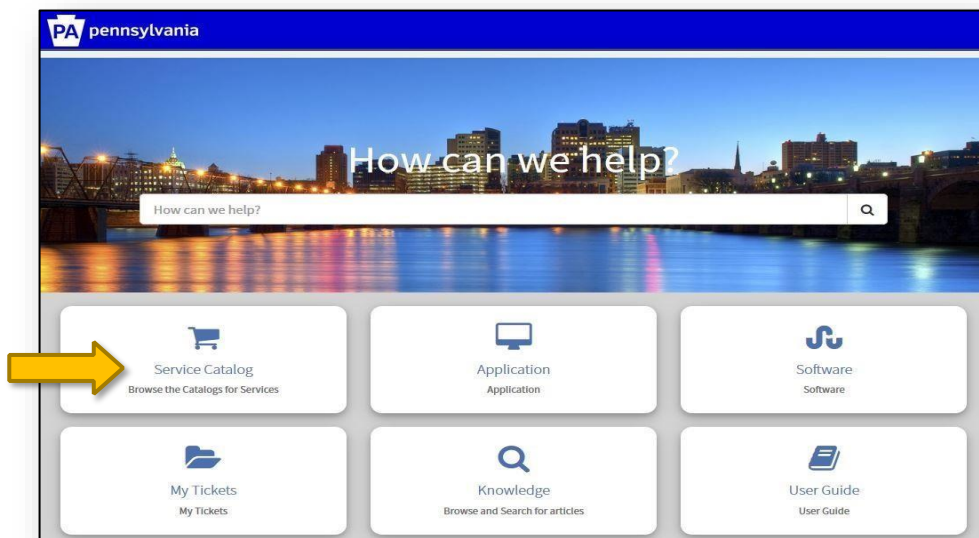 PA pennsylvania
How can we help?
How can we help?
Service Catalog
Browse the Catalogs for Services
Application
Application
Software
Software
My Tickets
My Tickets
Knowledge
Browse and Search for articles
User Guide
User Guide